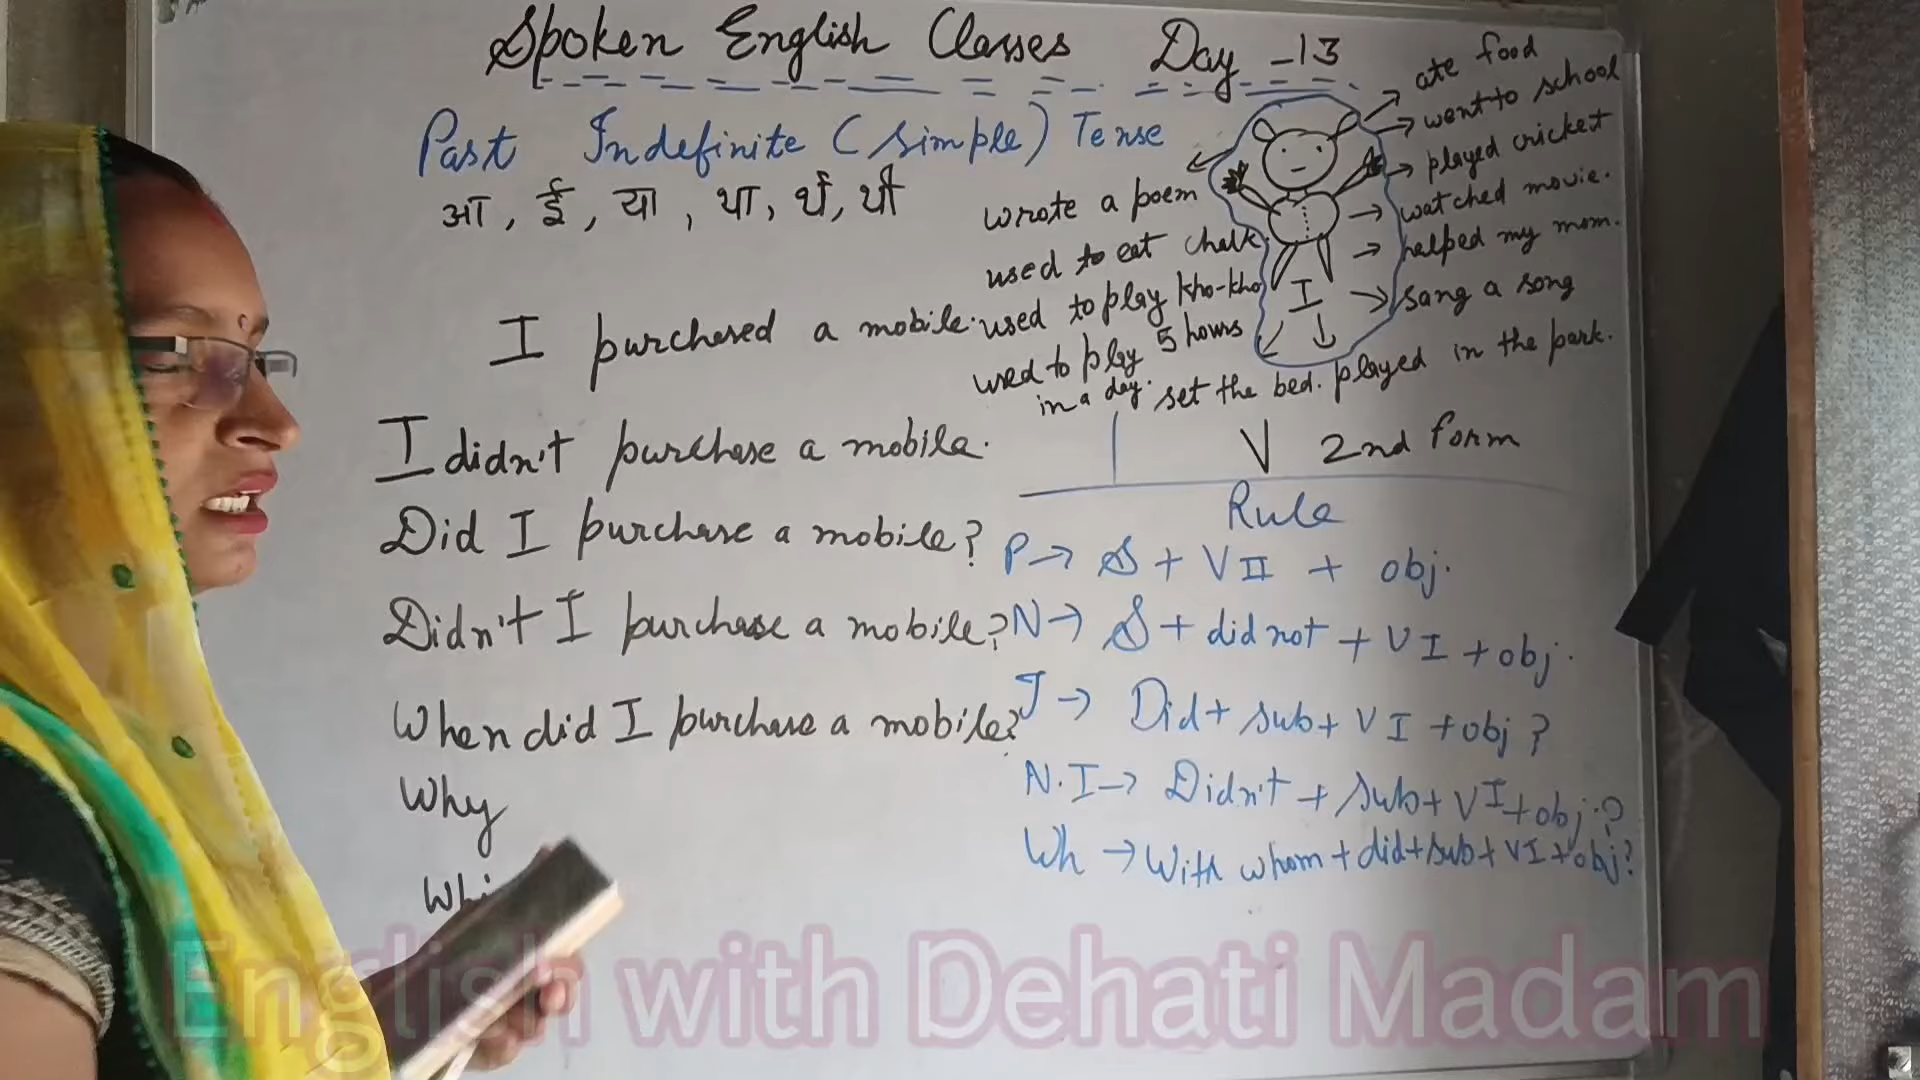 Spoken English Classes Day -13
Past Indefinite (Simple) Tense
आ, ई, या, था, थे, थी
ate food
went to school
played cricket
watched movie.
helped my mom.
sang a song
played in the park.
set the bed.
wrote a poem
used to eat chalk
used to play kho-kho
used to play 5 hours
in a day.
I
I purchased a mobile.
I didn't purchase a mobile.
Did I purchase a mobile?
Didn't I purchase a mobile?
When did I purchase a mobile?
Why
V 2nd form
Rule
P → S + V II + obj.
N → S + did not + V I + obj.
I → Did + sub + V I + obj?
N.I → Didn't + sub + V I + obj.?
Wh → With whom + did + sub + V I + obj?
English with Dehati Madam